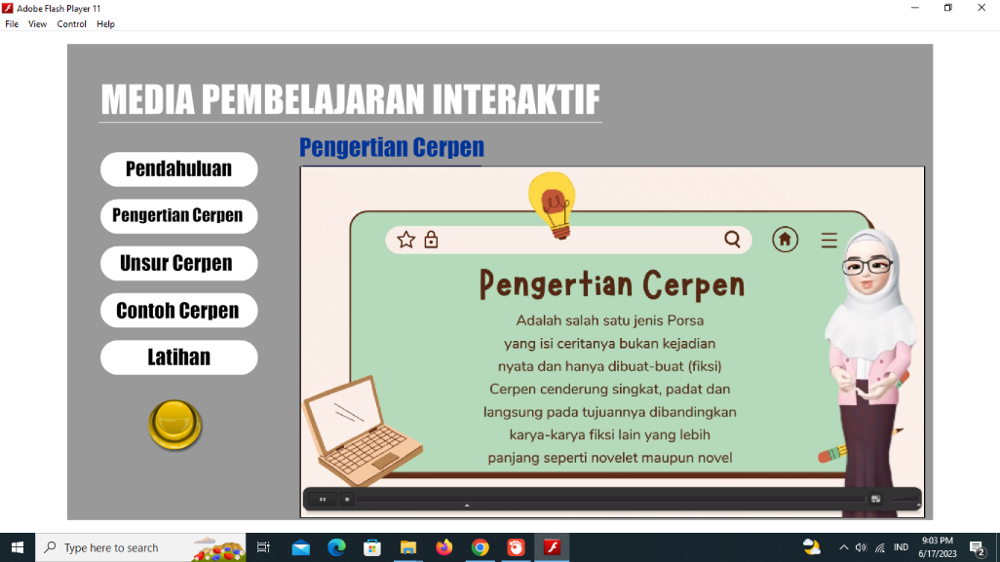 Adobe Flash Player 11
File View Control Help
MEDIA PEMBELAJARAN INTERAKTIF
Pengertian Cerpen
Pendahuluan
Pengertian Cerpen
Unsur Cerpen
Contoh Cerpen
Latihan
Pengertian Cerpen
Adalah salah satu jenis Porsa
yang isi ceritanya bukan kejadian
nyata dan hanya dibuat-buat (fiksi)
Cerpen cenderung singkat, padat dan
langsung pada tujuannya dibandingkan
karya-karya fiksi lain yang lebih
panjang seperti novelet maupun novel
Type here to search
IND
9:03 PM
6/17/2023
2